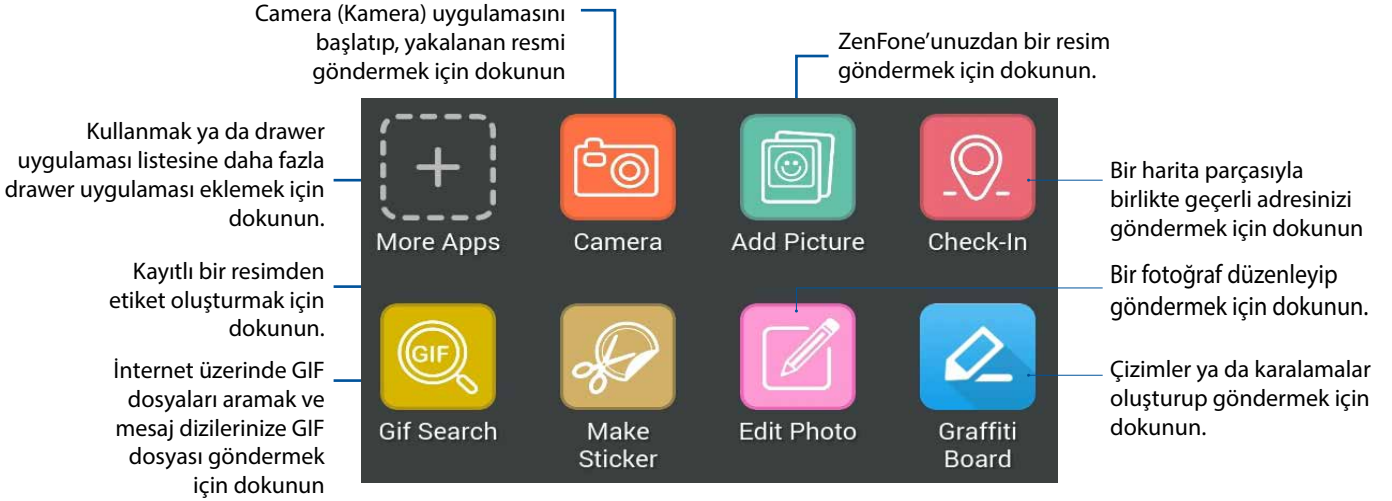 Camera (Kamera) uygulamasını
başlatıp, yakalanan resmi
göndermek için dokunun
ZenFone’unuzdan bir resim
göndermek için dokunun.
Kullanmak ya da drawer
uygulaması listesine daha fazla
drawer uygulaması eklemek için
dokunun.
More Apps
Camera
Add Picture
Check-In
Bir harita parçasıyla
birlikte geçerli adresinizi
göndermek için dokunun
Kayıtlı bir resimden
etiket oluşturmak için
dokunun.
Bir fotoğraf düzenleyip
göndermek için dokunun.
İnternet üzerinde GIF
dosyaları aramak ve
mesaj dizilerinize GIF
dosyası göndermek
için dokunun
GIF
Gif Search
Make
Sticker
Edit Photo
Graffiti
Board
Çizimler ya da karalamalar
oluşturup göndermek için
dokunun.